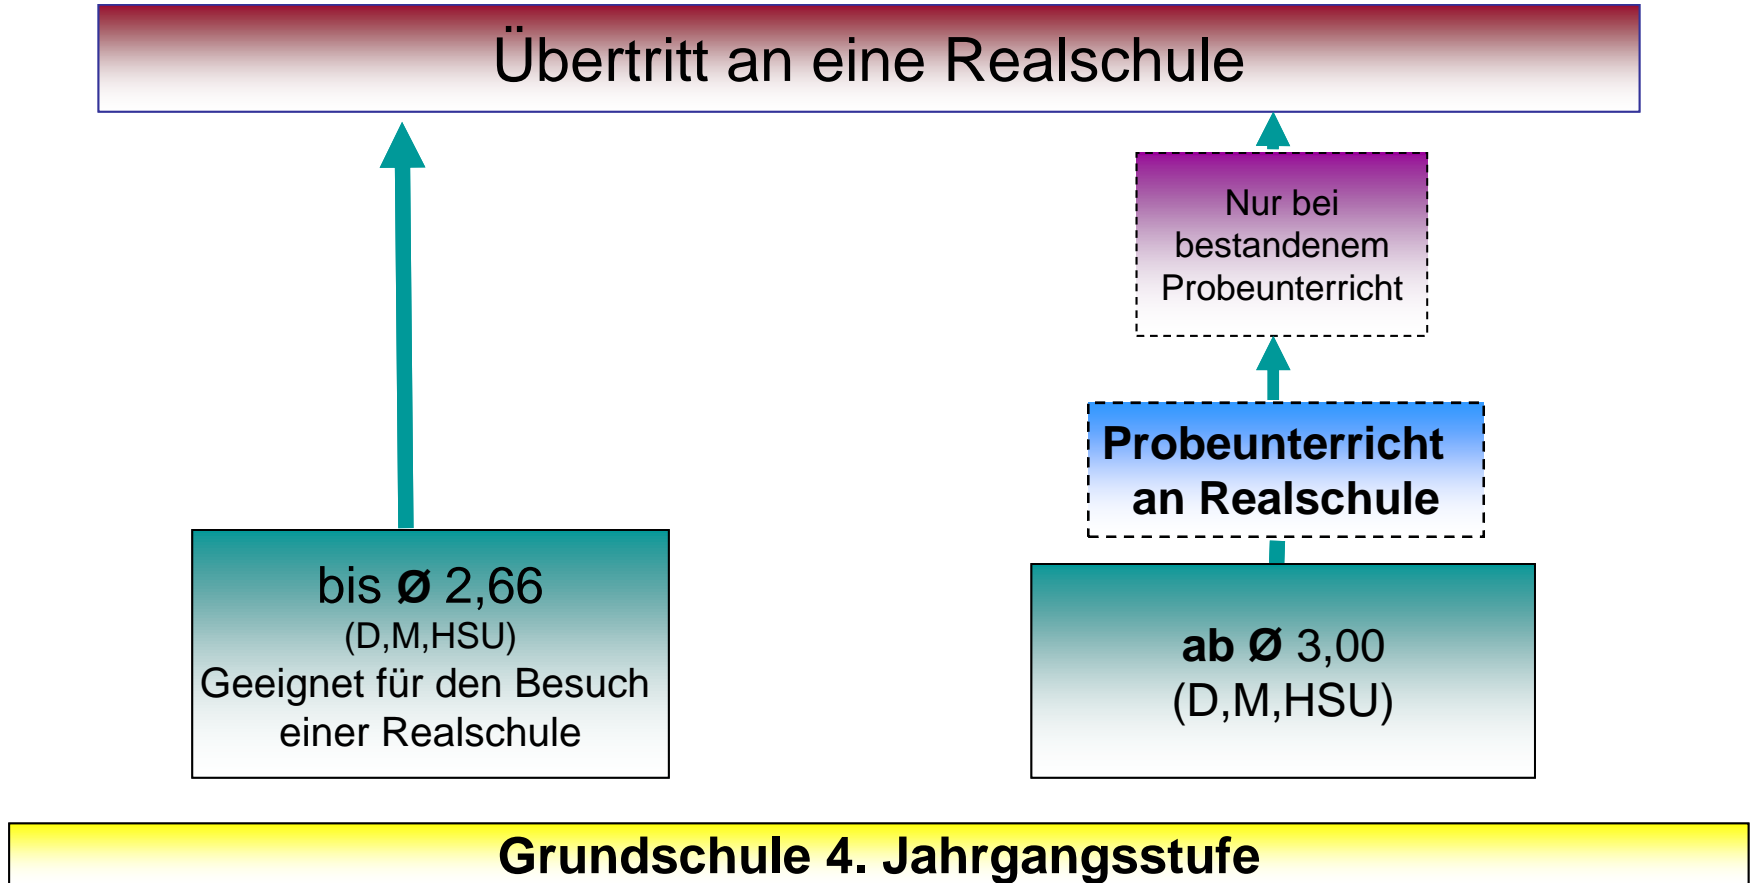 Übertritt an eine Realschule
Nur bei
bestandenem
Probeunterricht
Probeunterricht
an Realschule
bis Ø 2,66
(D,M,HSU)
Geeignet für den Besuch
einer Realschule
ab Ø 3,00
(D,M,HSU)
Grundschule 4. Jahrgangsstufe